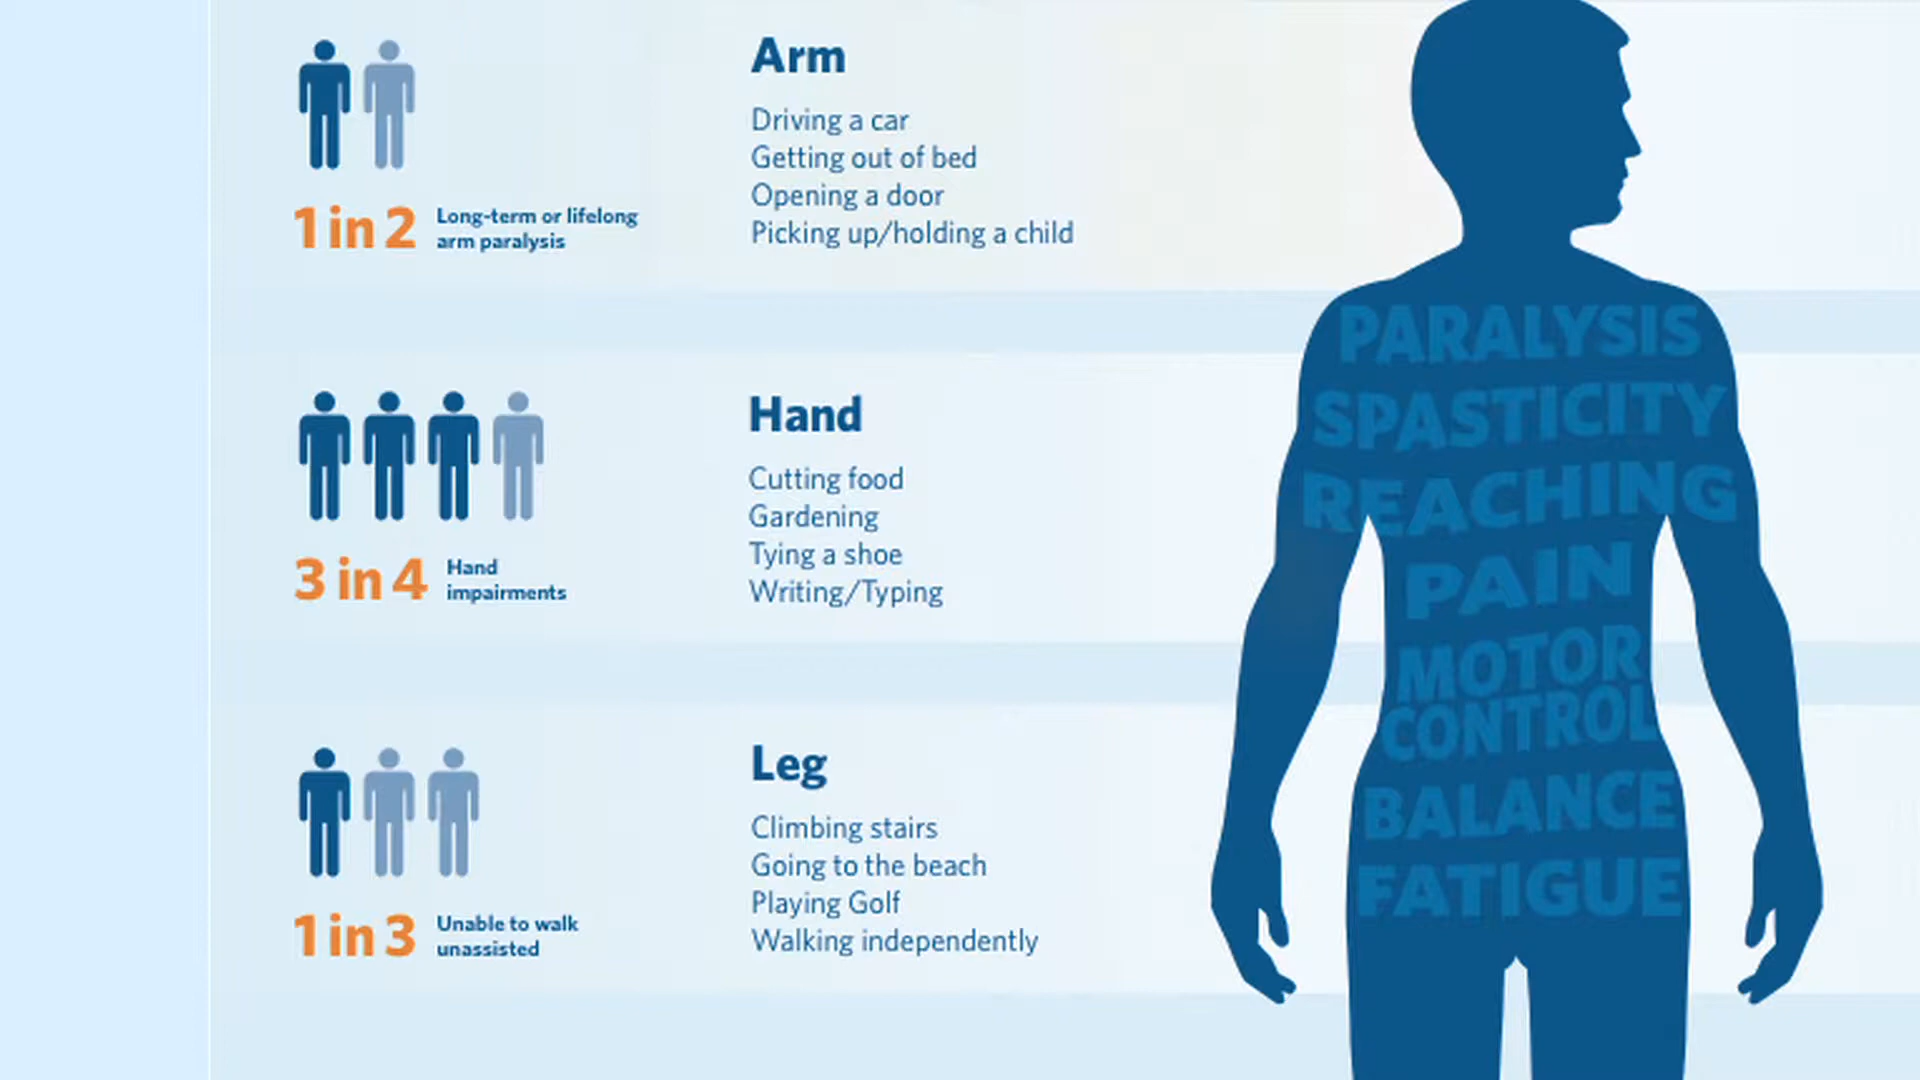 Arm
Driving a car
Getting out of bed
Opening a door
Picking up/holding a child
1 in 2
Long-term or lifelong
arm paralysis
Hand
Cutting food
Gardening
Tying a shoe
Writing/Typing
3 in 4
Hand
impairments
Leg
Climbing stairs
Going to the beach
Playing Golf
Walking independently
1 in 3
Unable to walk
unassisted
PARALYSIS
SPASTICITY
REACHING
PAIN
MOTOR
CONTROL
BALANCE
FATIGUE